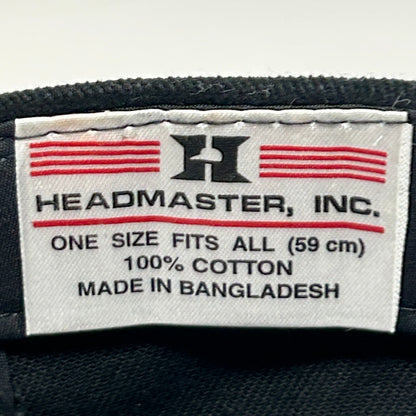 H
HEADMASTER, INC.
ONE SIZE FITS ALL (59 cm)
100% COTTON
MADE IN BANGLADESH